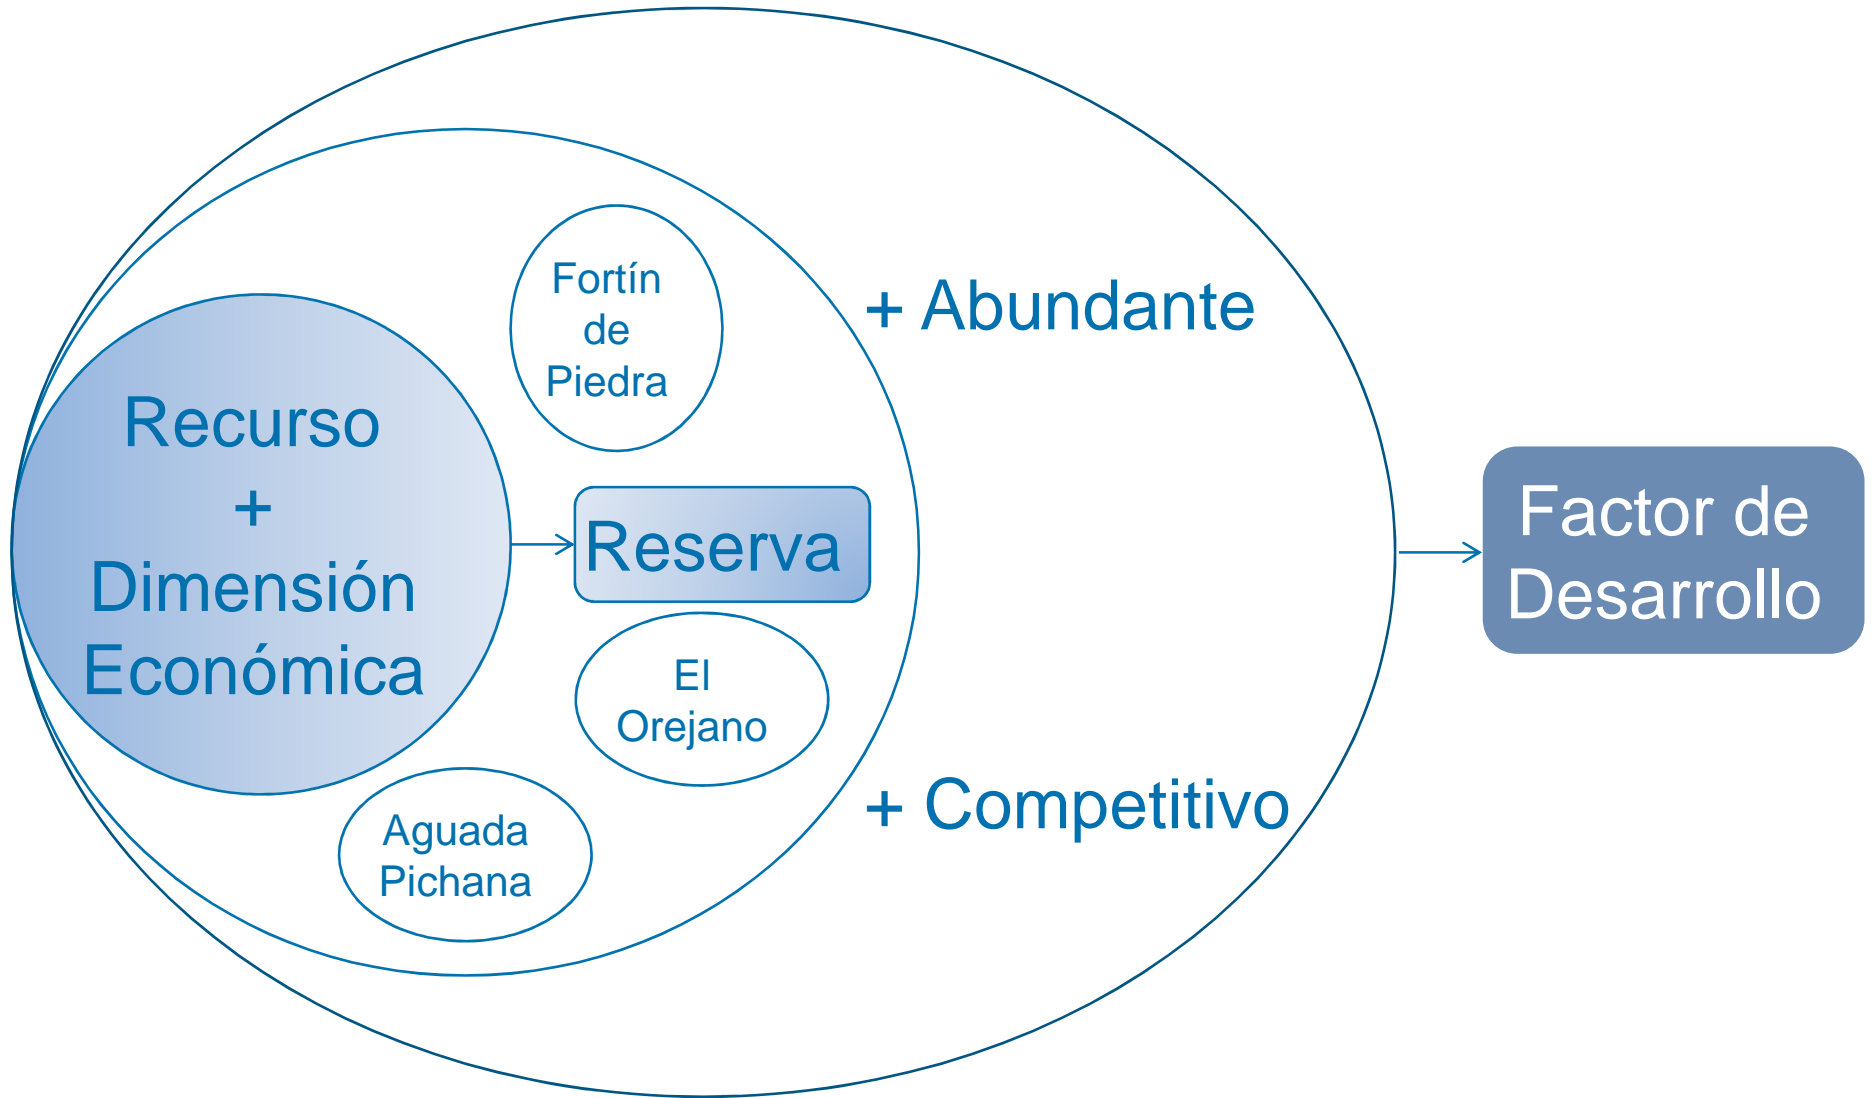 Recurso
+
Dimensión
Económica
Fortín
de
Piedra
Reserva
El
Orejano
Aguada
Pichana
+ Abundante
+ Competitivo
Factor de
Desarrollo